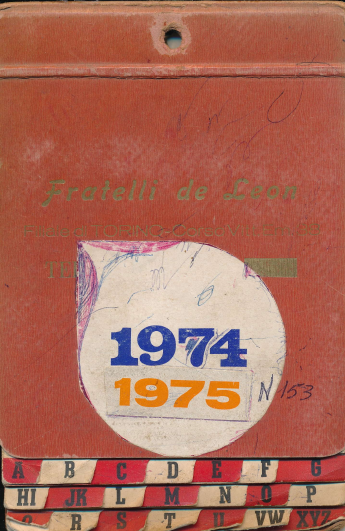 Fratelli de Leon
1974
1975
N 153
A B C D E F G
HI JK L M N O P
Q R S T U VW XYZ